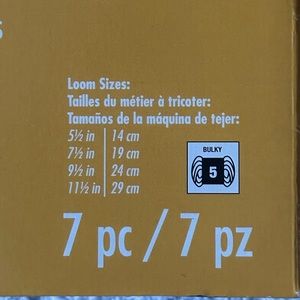 Loom Sizes:
Tailles du métier à tricoter:
Tamaños de la máquina de tejer:
5½ in | 14 cm
7½ in | 19 cm
9½ in | 24 cm
11½ in | 29 cm
BULKY
5
7 pc / 7 pz